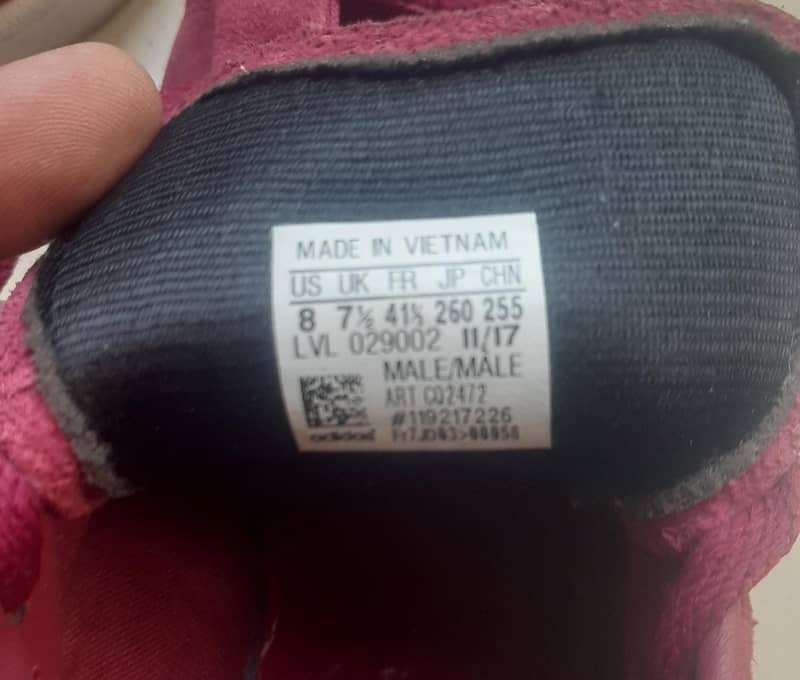 MADE IN VIETNAM
US UK FR JP CHN
8 7½ 41⅓ 260 255
LVL 029002 11/17
MALE/MÂLE
ART CQ2472
#119217226
adidas